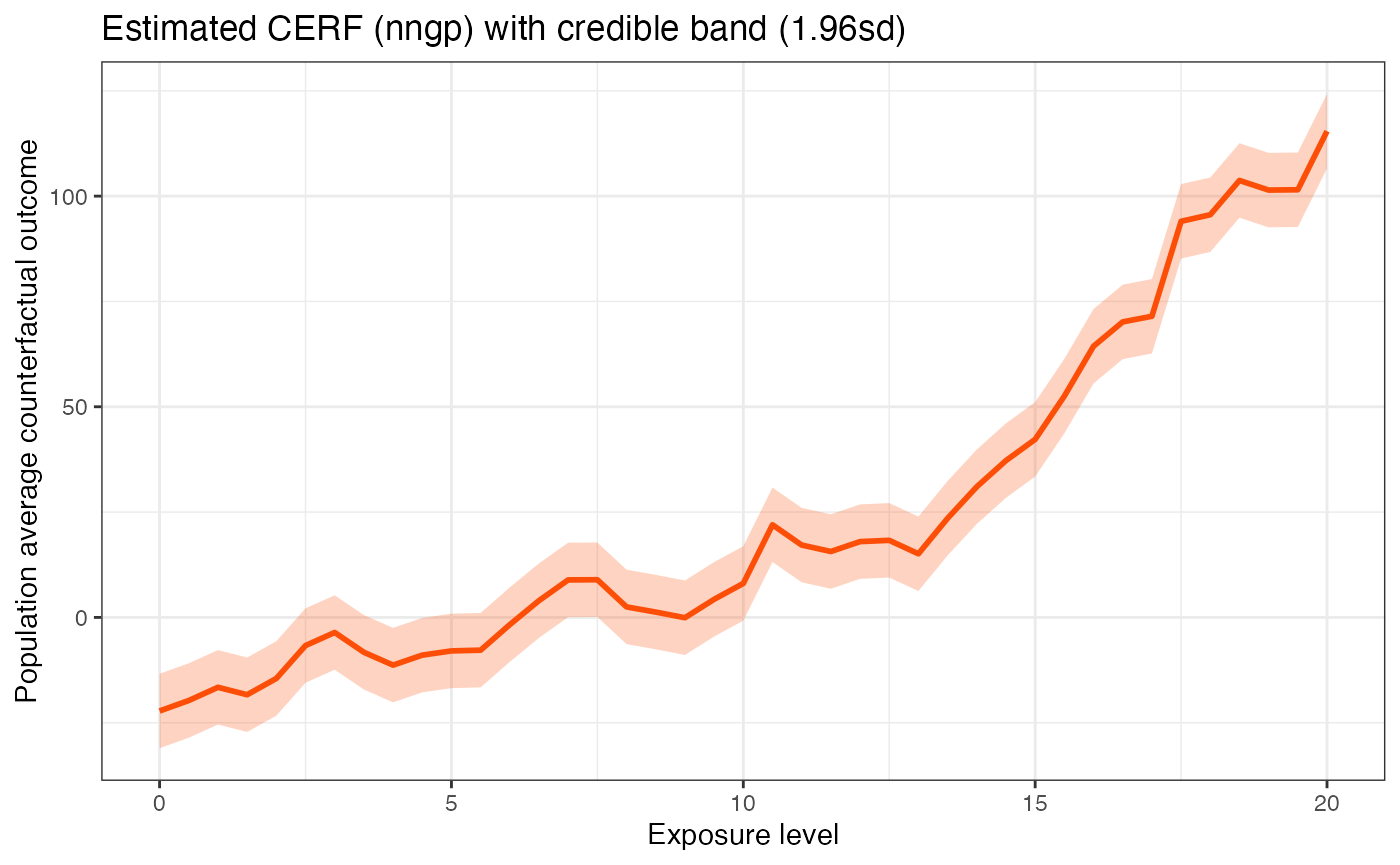 Estimated CERF (nngp) with credible band (1.96sd)
Population average counterfactual outcome
100
50
0
0
5
10
15
20
Exposure level